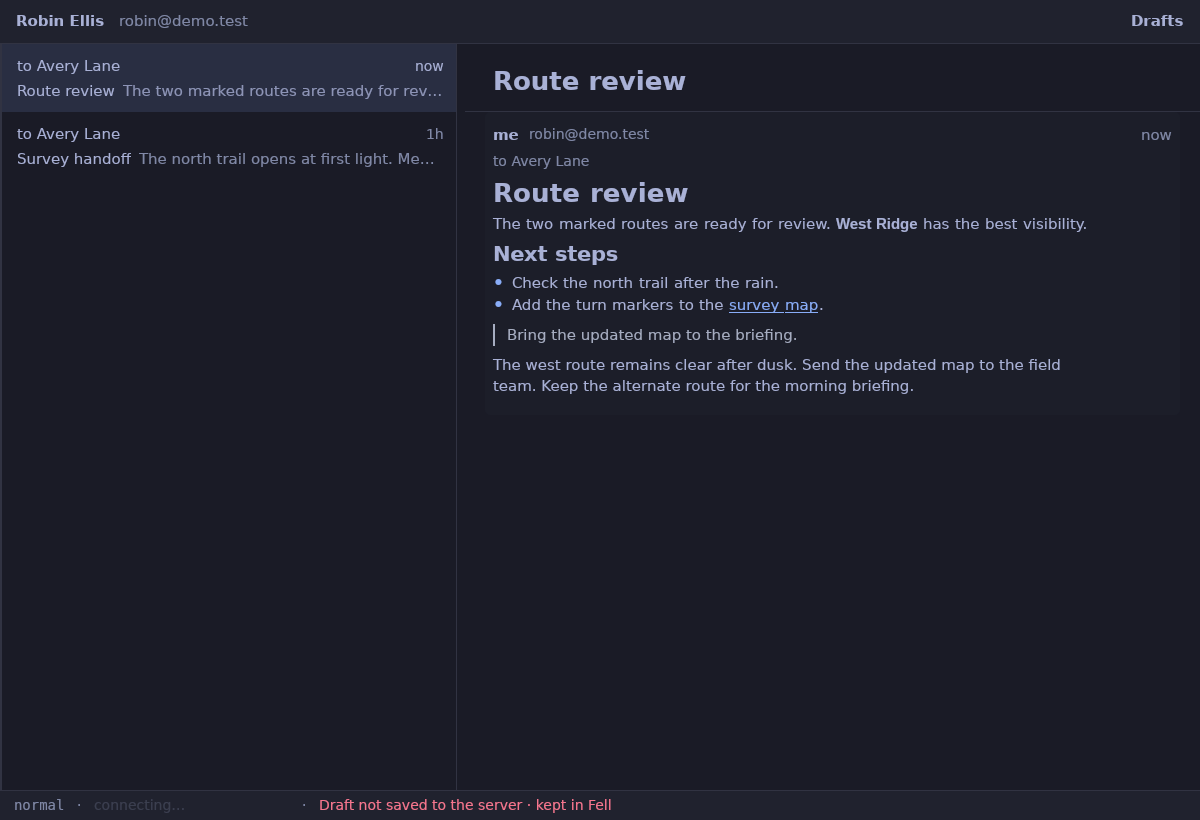 Robin Ellis robin@demo.test Drafts
to Avery Lane now
Route review The two marked routes are ready for rev…
to Avery Lane 1h
Survey handoff The north trail opens at first light. Me…
Route review
me robin@demo.test now
to Avery Lane
Route review
The two marked routes are ready for review. West Ridge has the best visibility.
Next steps
• Check the north trail after the rain.
• Add the turn markers to the survey map.
Bring the updated map to the briefing.
The west route remains clear after dusk. Send the updated map to the field
team. Keep the alternate route for the morning briefing.
normal · connecting… · Draft not saved to the server · kept in Fell